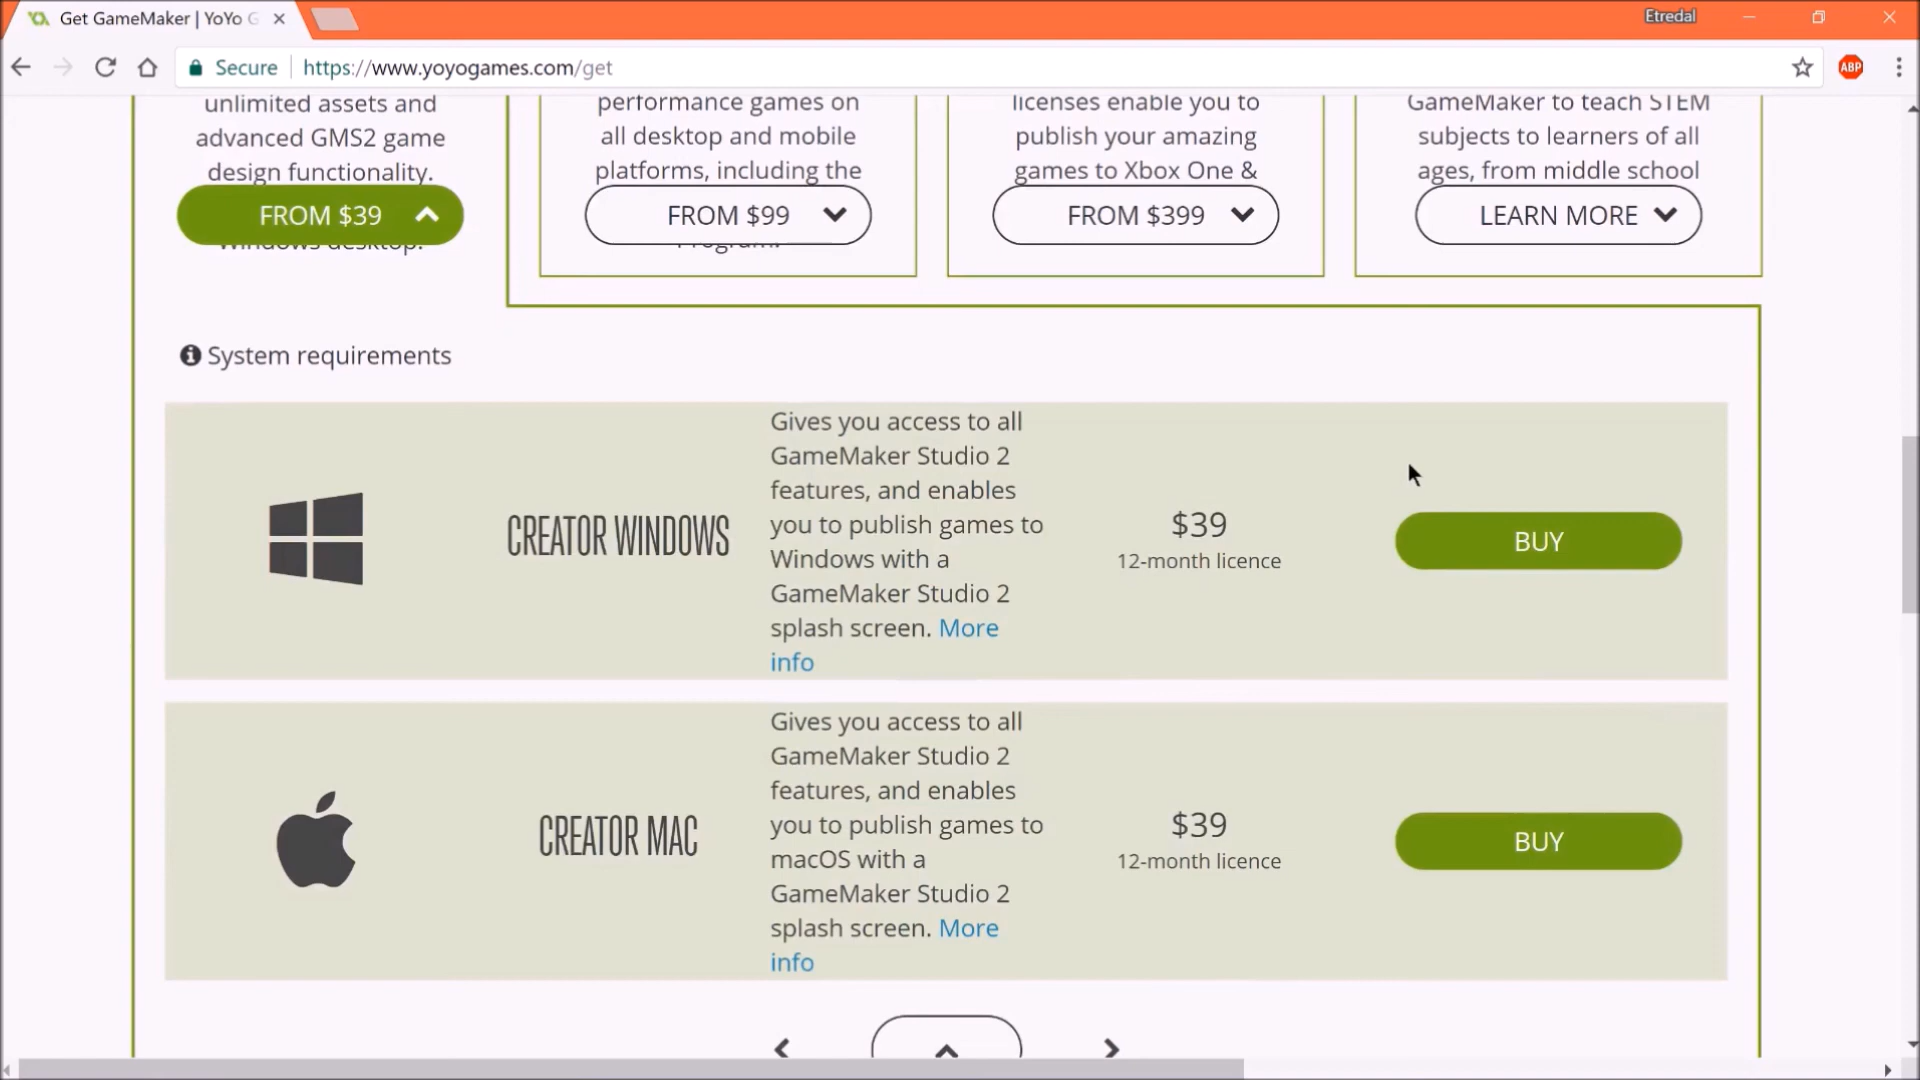 Get GameMaker | YoYo G
Etredal
Secure
https://www.yoyogames.com/get
ABP
unlimited assets and
advanced GMS2 game
design functionality.
FROM $39
Windows desktop.
performance games on
all desktop and mobile
platforms, including the
FROM $99
Program.
licenses enable you to
publish your amazing
games to Xbox One &
FROM $399
GameMaker to teach STEM
subjects to learners of all
ages, from middle school
LEARN MORE
System requirements
CREATOR WINDOWS
Gives you access to all
GameMaker Studio 2
features, and enables
you to publish games to
Windows with a
GameMaker Studio 2
splash screen. More
info
$39
12-month licence
BUY
CREATOR MAC
Gives you access to all
GameMaker Studio 2
features, and enables
you to publish games to
macOS with a
GameMaker Studio 2
splash screen. More
info
$39
12-month licence
BUY